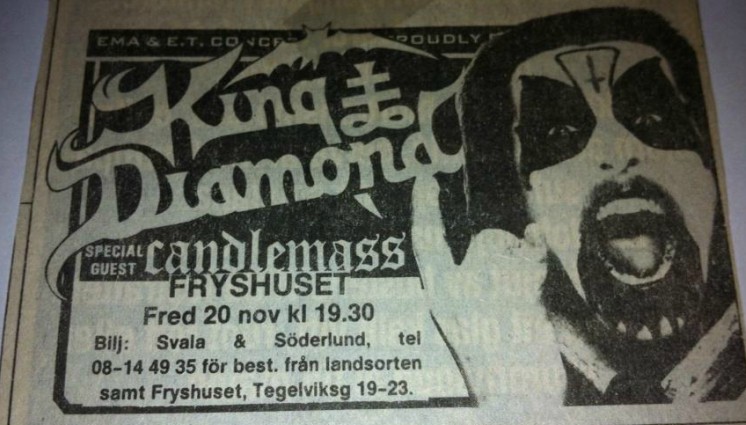 EMA & E.T. PROUDLY
King
Diamond
SPECIAL
GUEST candlemass
FRYSHUSET
Fred 20 nov kl 19.30
Bilj: Svala & Söderlund, tel
08-14 49 35 för best. från landsorten
samt Fryshuset, Tegelviksg 19-23.